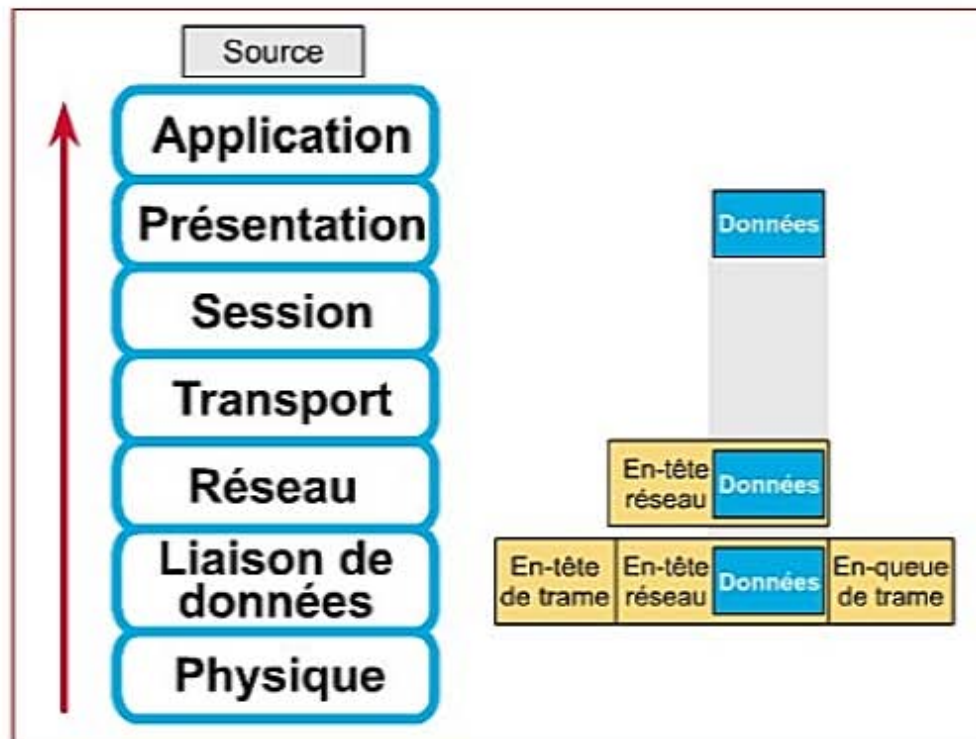 Source
Application
Présentation
Session
Transport
Réseau
Liaison de
données
Physique
Données
En-tête
réseau
Données
En-tête
de trame
En-tête
réseau
Données
En-queue
de trame